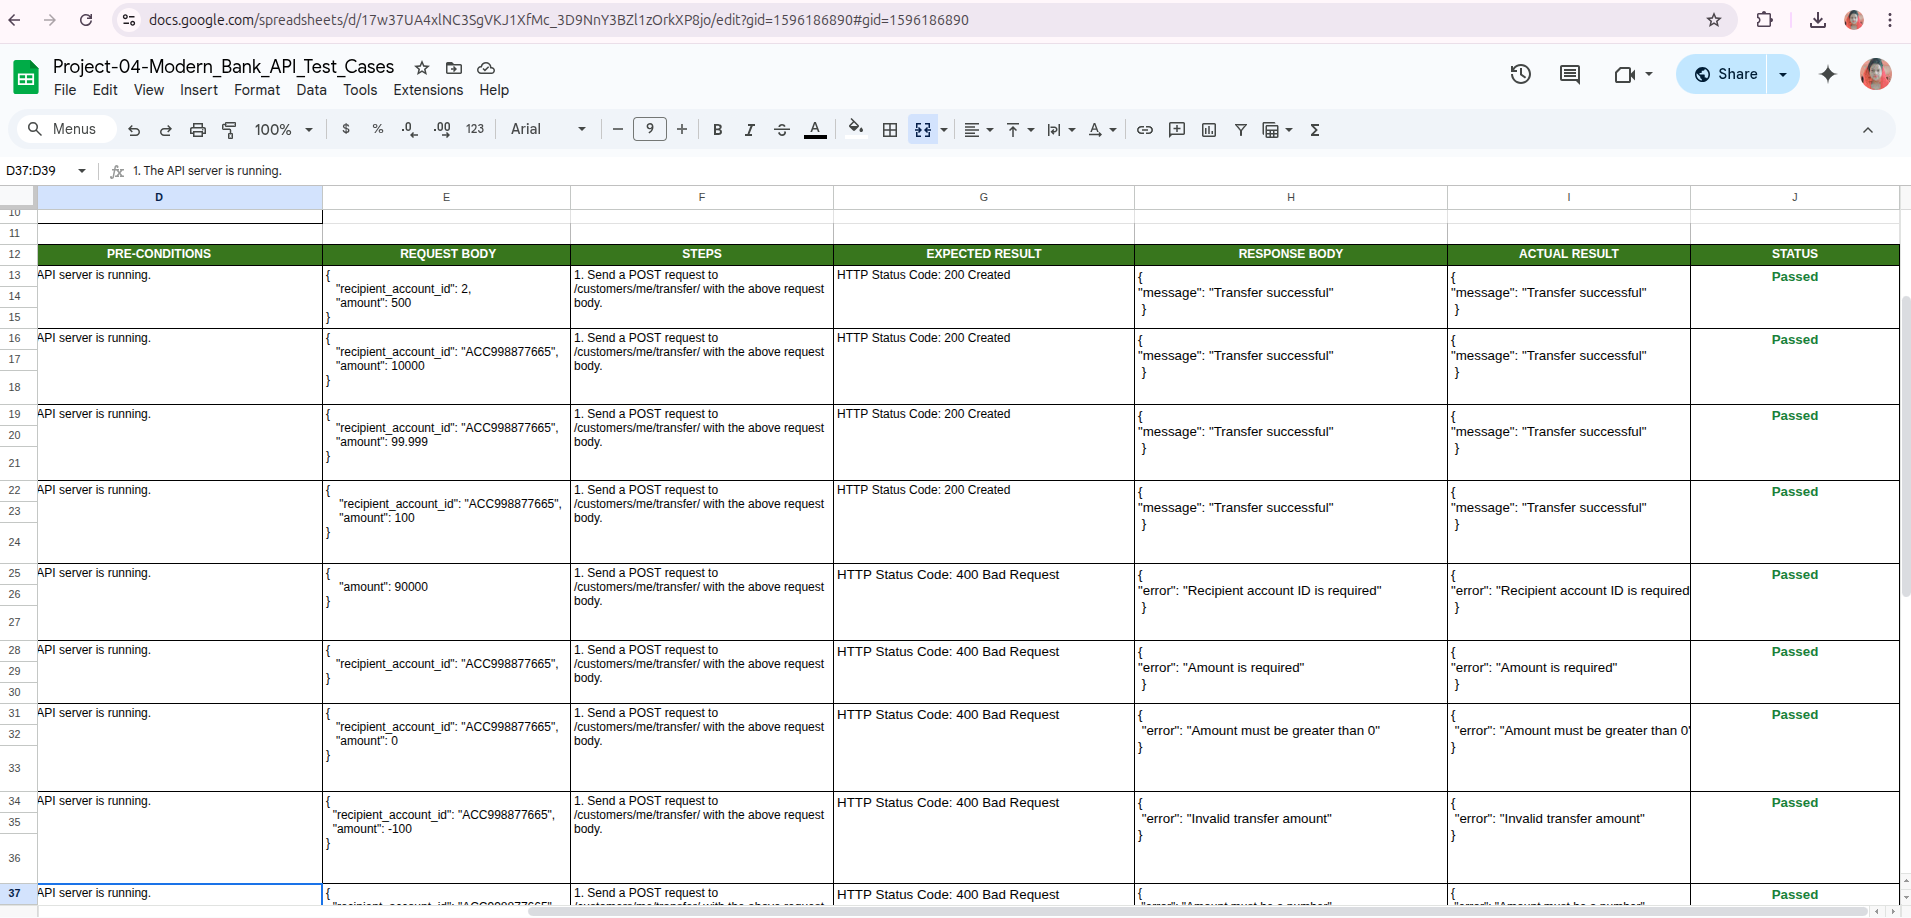 docs.google.com/spreadsheets/d/17w37UA4xlNC3SgVKJ1XfMc_3D9NnY3BZl1zOrkXP8jo/edit?gid=1596186890#gid=1596186890
Project-04-Modern_Bank_API_Test_Cases
File Edit View Insert Format Data Tools Extensions Help
Share
Menus 100% $ % .0 .00 123 Arial 9 B I S A
D37:D39 fx 1. The API server is running.
D E F G H I J
10
11
12 PRE-CONDITIONS REQUEST BODY STEPS EXPECTED RESULT RESPONSE BODY ACTUAL RESULT STATUS
13 API server is running. { 1. Send a POST request to HTTP Status Code: 200 Created { { Passed
14 "recipient_account_id": 2, /customers/me/transfer/ with the above request "message": "Transfer successful" "message": "Transfer successful"
"amount": 500 body. } }
15 }
16 API server is running. { 1. Send a POST request to HTTP Status Code: 200 Created { { Passed
17 "recipient_account_id": "ACC998877665", /customers/me/transfer/ with the above request "message": "Transfer successful" "message": "Transfer successful"
"amount": 10000 body. } }
18 }
19 API server is running. { 1. Send a POST request to HTTP Status Code: 200 Created { { Passed
20 "recipient_account_id": "ACC998877665", /customers/me/transfer/ with the above request "message": "Transfer successful" "message": "Transfer successful"
"amount": 99.999 body. } }
21 }
22 API server is running. { 1. Send a POST request to HTTP Status Code: 200 Created { { Passed
23 "recipient_account_id": "ACC998877665", /customers/me/transfer/ with the above request "message": "Transfer successful" "message": "Transfer successful"
"amount": 100 body. } }
24 }
25 API server is running. { 1. Send a POST request to HTTP Status Code: 400 Bad Request { { Passed
26 "amount": 90000 /customers/me/transfer/ with the above request "error": "Recipient account ID is required" "error": "Recipient account ID is required
} body. } }
27
28 API server is running. { 1. Send a POST request to HTTP Status Code: 400 Bad Request { { Passed
29 "recipient_account_id": "ACC998877665", /customers/me/transfer/ with the above request "error": "Amount is required" "error": "Amount is required"
} body. } }
30
31 API server is running. { 1. Send a POST request to HTTP Status Code: 400 Bad Request { { Passed
32 "recipient_account_id": "ACC998877665", /customers/me/transfer/ with the above request "error": "Amount must be greater than 0" "error": "Amount must be greater than 0"
"amount": 0 body. } }
33 }
34 API server is running. { 1. Send a POST request to HTTP Status Code: 400 Bad Request { { Passed
35 "recipient_account_id": "ACC998877665", /customers/me/transfer/ with the above request "error": "Invalid transfer amount" "error": "Invalid transfer amount"
"amount": -100 body. } }
36 }
37 API server is running. { 1. Send a POST request to HTTP Status Code: 400 Bad Request { { Passed